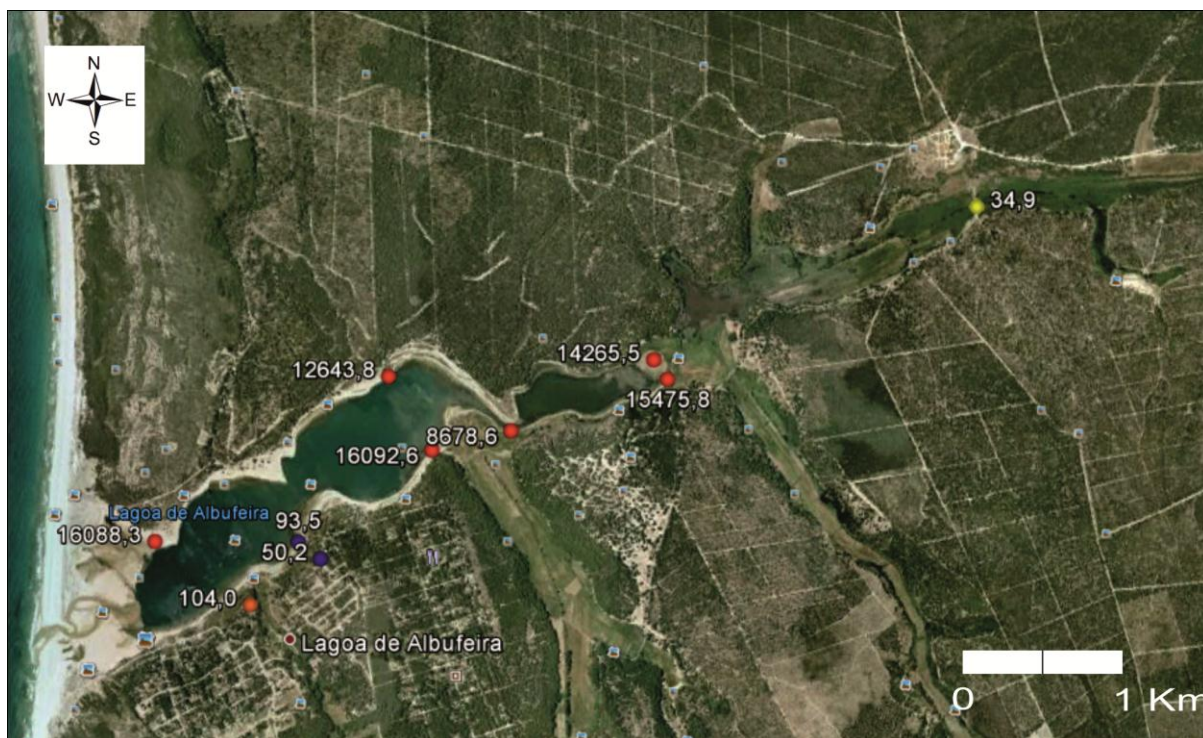 N
W E
S
34,9
14265,5
12643,8
15475,8
8678,6
16092,6
Lagoa de Albufeira
93,5
16088,3
50,2
104,0
Lagoa de Albufeira
0 1 Km